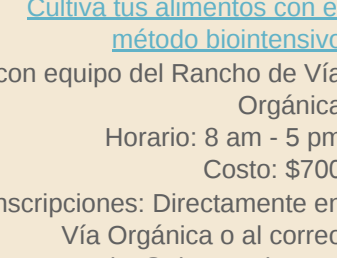 Cultiva tus alimentos con e
método biointensivo
con equipo del Rancho de Vía
Orgánica
Horario: 8 am - 5 pm
Costo: $700
nscripciones: Directamente en
Vía Orgánica o al correo